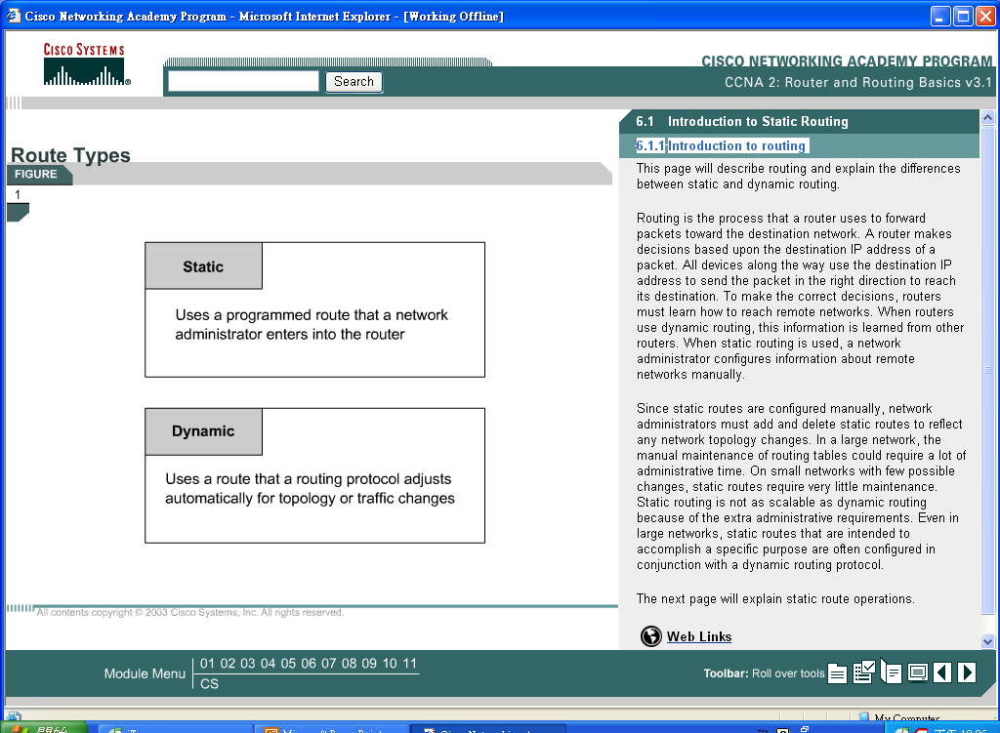 Cisco Networking Academy Program - Microsoft Internet Explorer - [Working Offline]
CISCO SYSTEMS
Search
CISCO NETWORKING ACADEMY PROGRAM
CCNA 2: Router and Routing Basics v3.1
Route Types
FIGURE
1
Static
Uses a programmed route that a network
administrator enters into the router
Dynamic
Uses a route that a routing protocol adjusts
automatically for topology or traffic changes
All contents copyright © 2003 Cisco Systems, Inc. All rights reserved.
6.1 Introduction to Static Routing
6.1.1 Introduction to routing
This page will describe routing and explain the differences
between static and dynamic routing.
Routing is the process that a router uses to forward
packets toward the destination network. A router makes
decisions based upon the destination IP address of a
packet. All devices along the way use the destination IP
address to send the packet in the right direction to reach
its destination. To make the correct decisions, routers
must learn how to reach remote networks. When routers
use dynamic routing, this information is learned from other
routers. When static routing is used, a network
administrator configures information about remote
networks manually.
Since static routes are configured manually, network
administrators must add and delete static routes to reflect
any network topology changes. In a large network, the
manual maintenance of routing tables could require a lot of
administrative time. On small networks with few possible
changes, static routes require very little maintenance.
Static routing is not as scalable as dynamic routing
because of the extra administrative requirements. Even in
large networks, static routes that are intended to
accomplish a specific purpose are often configured in
conjunction with a dynamic routing protocol.
The next page will explain static route operations.
Web Links
Module Menu
01 02 03 04 05 06 07 08 09 10 11
CS
Toolbar: Roll over tools
My Computer